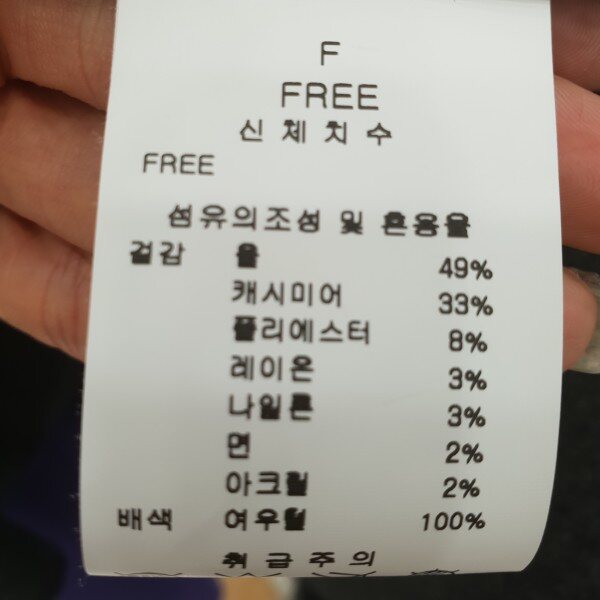 F
FREE
신체치수
FREE
섬유의조성 및 혼용율
겉감 울 49%
캐시미어 33%
폴리에스터 8%
레이온 3%
나일론 3%
면 2%
아크릴 2%
배색 여우털 100%
취급주의